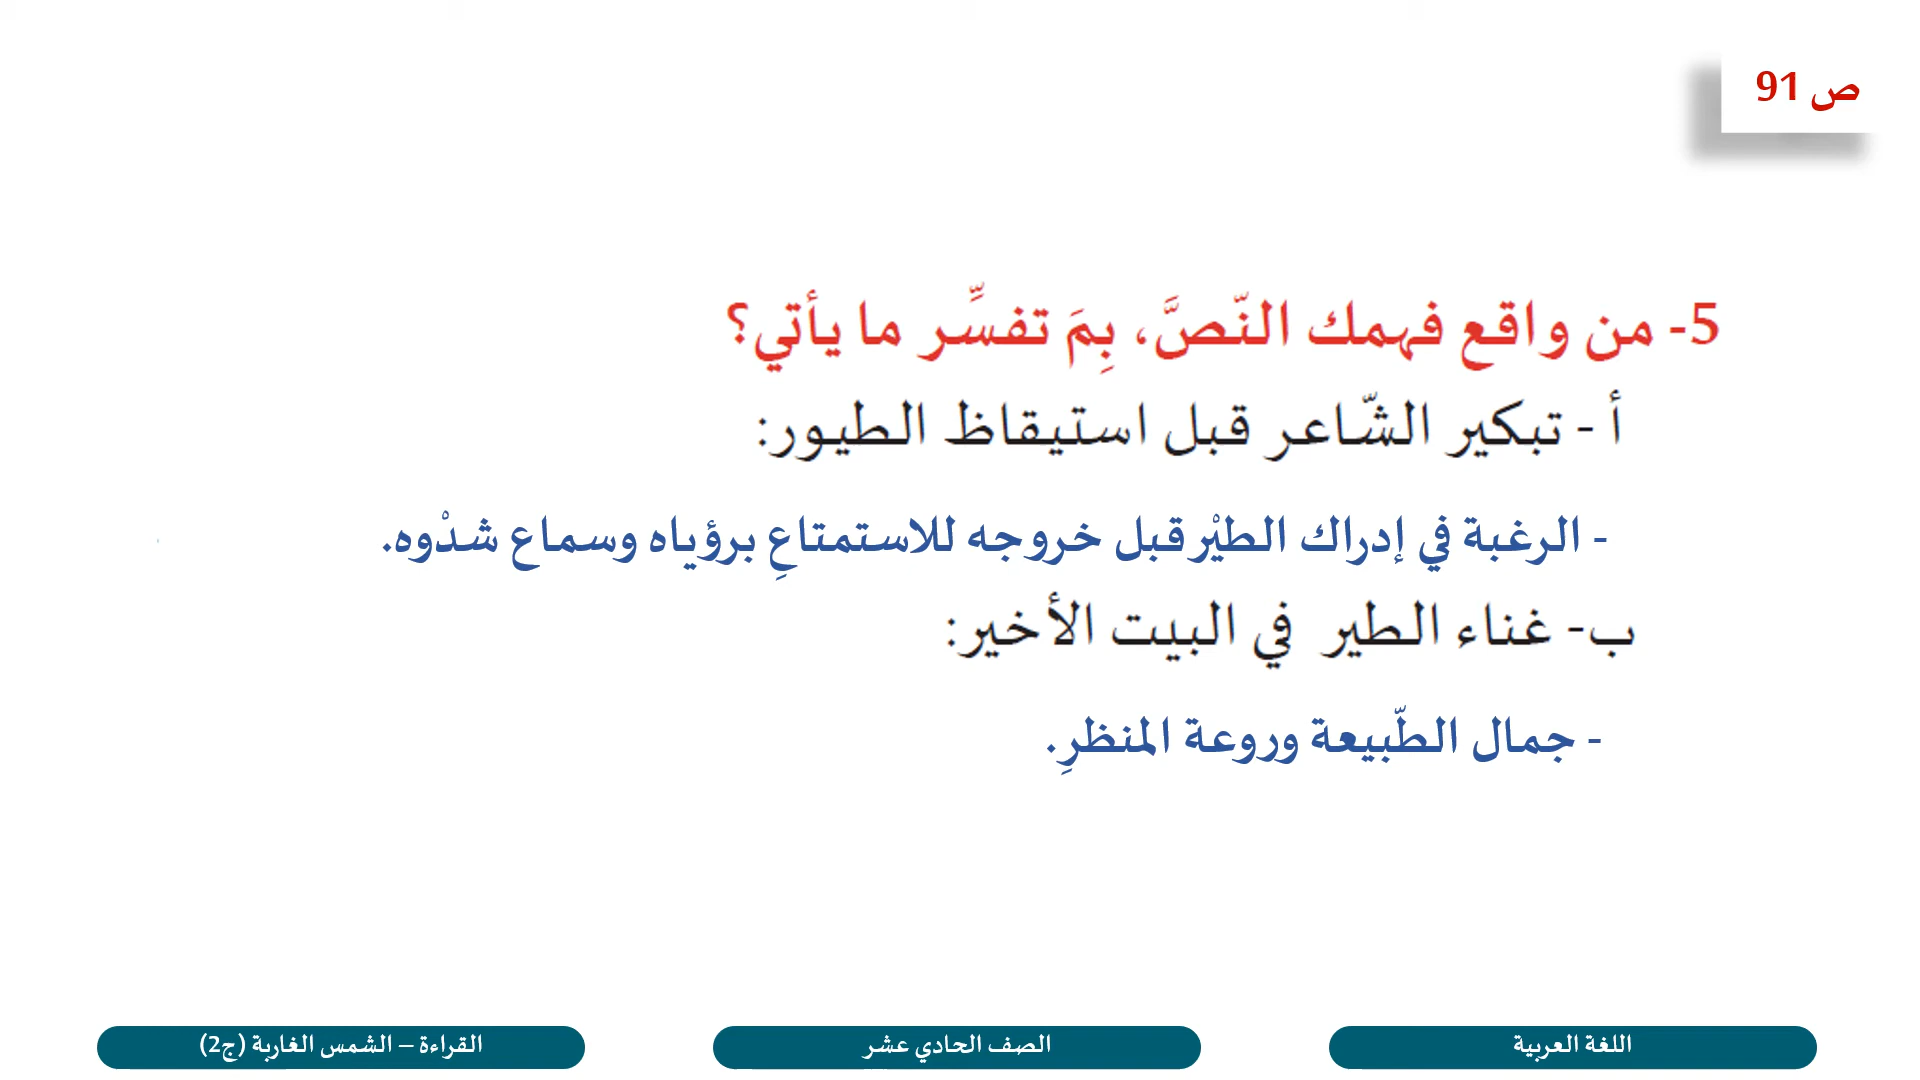 ص 91
5- من واقع فهمك النّصَّ، بِمَ تفسِّر ما يأتي؟
أ - تبكير الشّاعر قبل استيقاظ الطيور:
- الرغبة في إدراك الطيْر قبل خروجه للاستمتاعِ برؤياه وسماع شدْوه.
ب- غناء الطير في البيت الأخير:
- جمال الطّبيعة وروعة المنظرِ.
اللغة العربية
الصف الحادي عشر
القراءة – الشمس الغاربة (ج2)